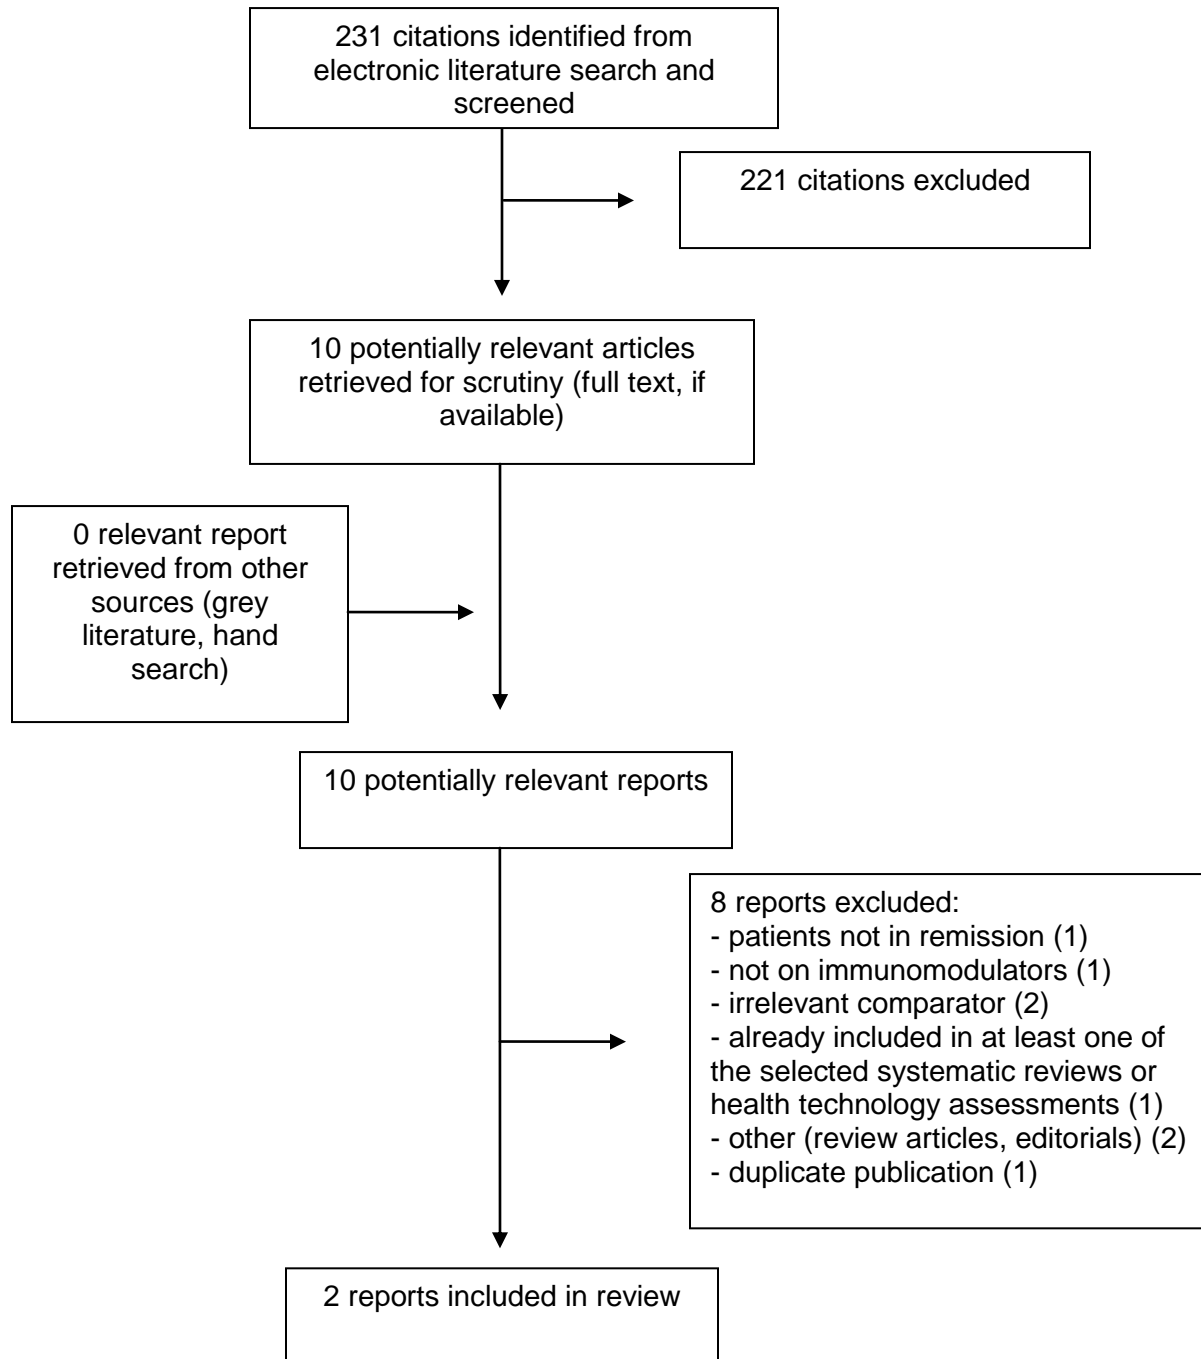 231 citations identified from
electronic literature search and
screened
221 citations excluded
10 potentially relevant articles
retrieved for scrutiny (full text, if
available)
0 relevant report
retrieved from other
sources (grey
literature, hand
search)
10 potentially relevant reports
8 reports excluded:
- patients not in remission (1)
- not on immunomodulators (1)
- irrelevant comparator (2)
- already included in at least one of
the selected systematic reviews or
health technology assessments (1)
- other (review articles, editorials) (2)
- duplicate publication (1)
2 reports included in review